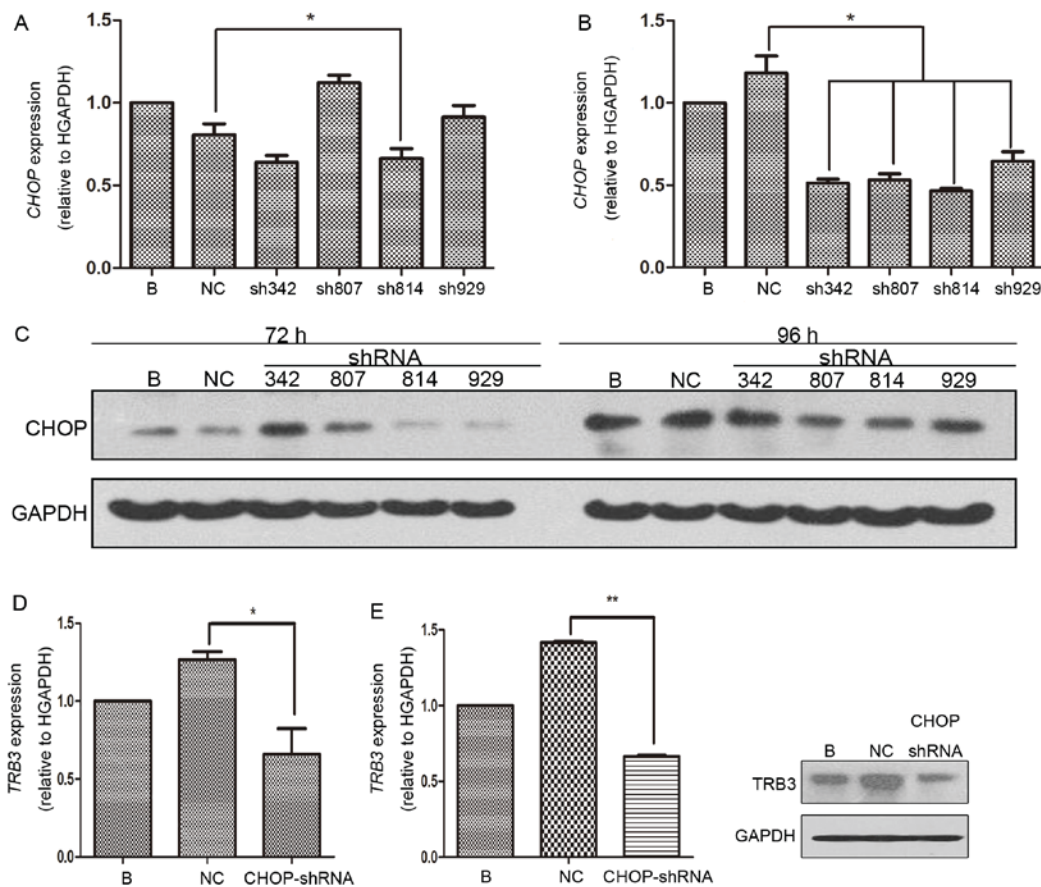 A
CHOP expression
(relative to HGAPDH)
1.5
1.0
0.5
0.0
*
B NC sh342 sh807 sh814 sh929
B
CHOP expression
(relative to HGAPDH)
1.5
1.0
0.5
0.0
*
B NC sh342 sh807 sh814 sh929
C
72 h 96 h
shRNA shRNA
B NC 342 807 814 929 B NC 342 807 814 929
CHOP
GAPDH
D
TRB3 expression
(relative to HGAPDH)
1.5
1.0
0.5
0.0
*
B NC CHOP-shRNA
E
TRB3 expression
(relative to HGAPDH)
1.5
1.0
0.5
0.0
**
B NC CHOP-shRNA
CHOP
B NC shRNA
TRB3
GAPDH